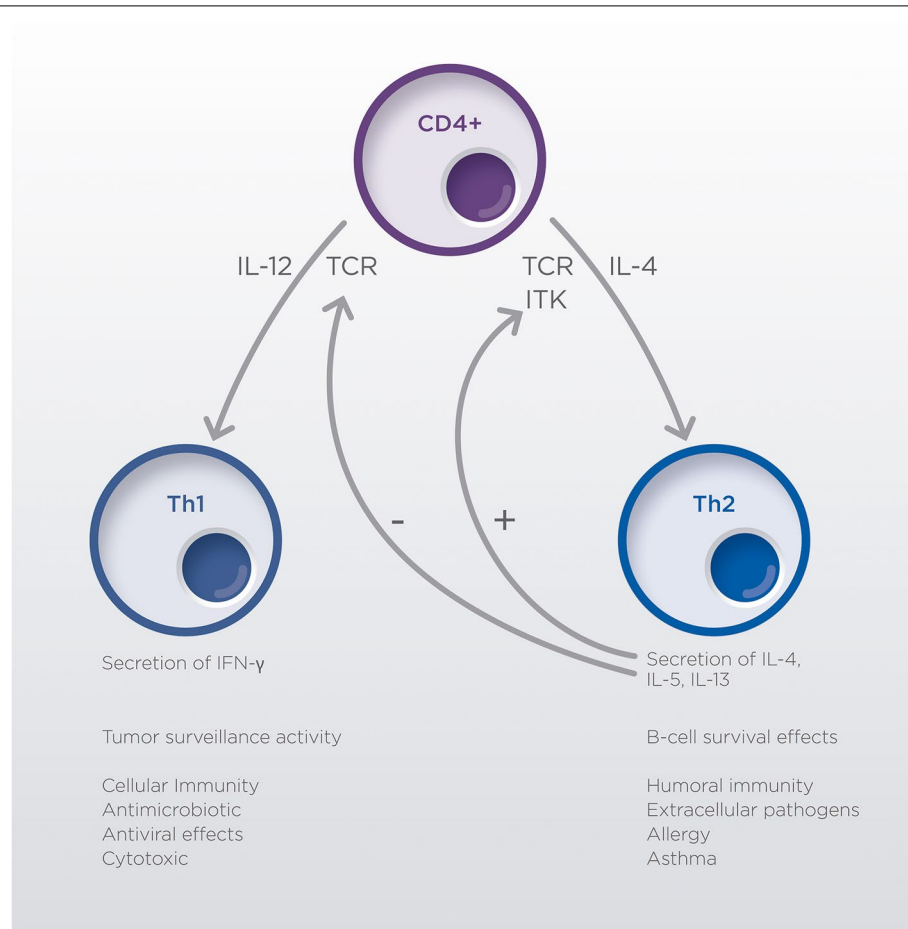 CD4+
IL-12 TCR
TCR IL-4
ITK
Th1
Th2
- +
Secretion of IFN-γ
Secretion of IL-4,
IL-5, IL-13
Tumor surveillance activity
B-cell survival effects
Cellular Immunity
Antimicrobiotic
Antiviral effects
Cytotoxic
Humoral immunity
Extracellular pathogens
Allergy
Asthma